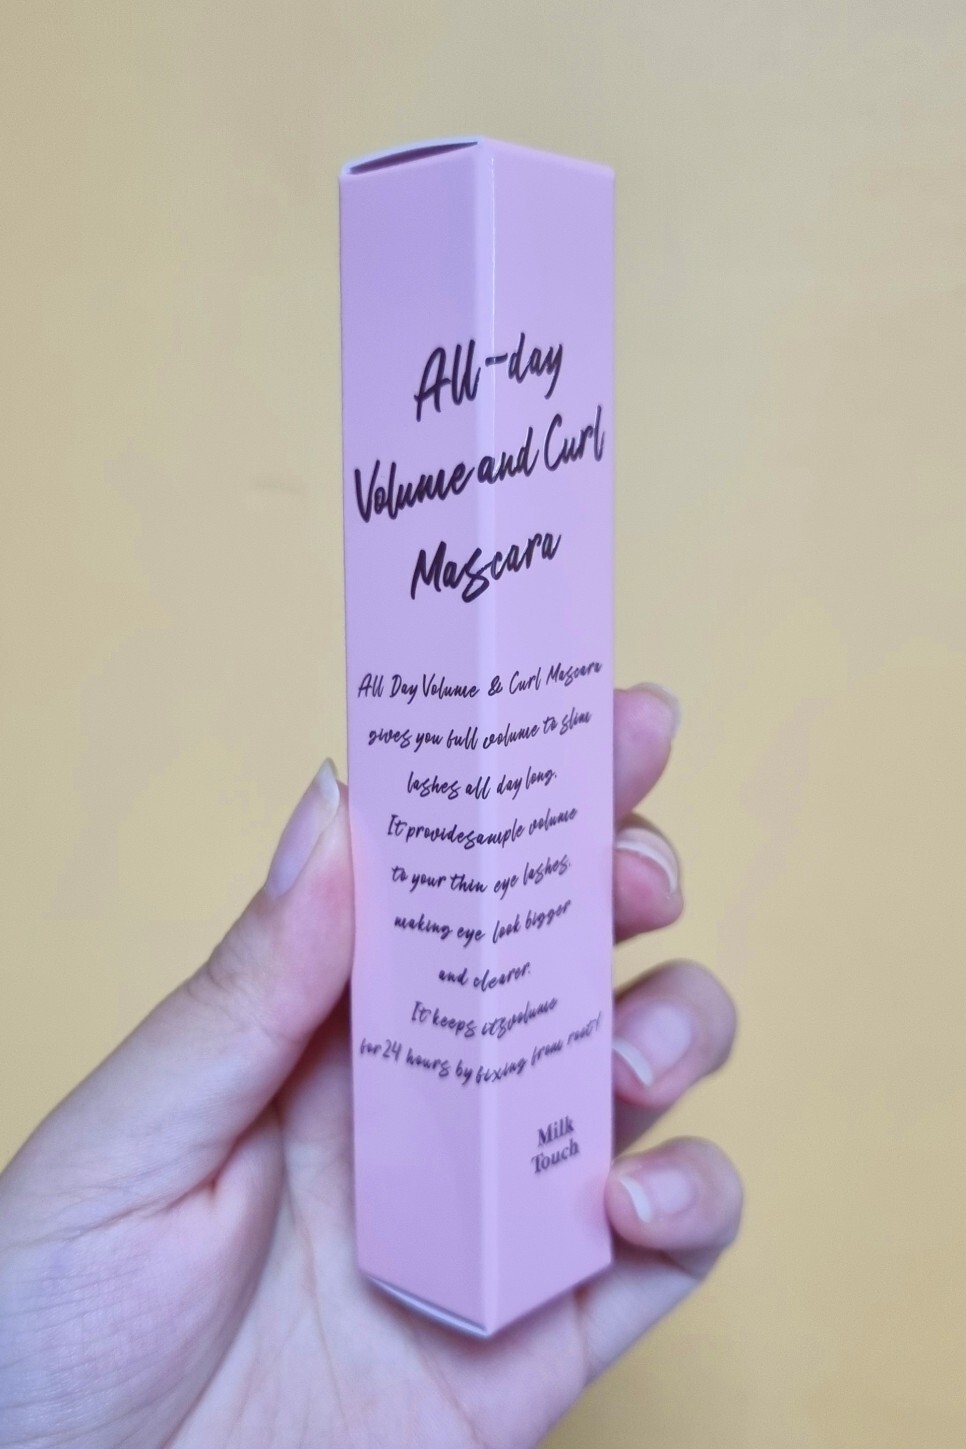 All-day
Volume and Curl
Mascara
All Day Volume & Curl Mascara
gives you full volume to slim
lashes all day long.
It providesample volume
to your thin eye lashes.
making eye look bigger
and clearer.
It keeps itsvolume
for 24 hours by fixing from root!
Milk
Touch